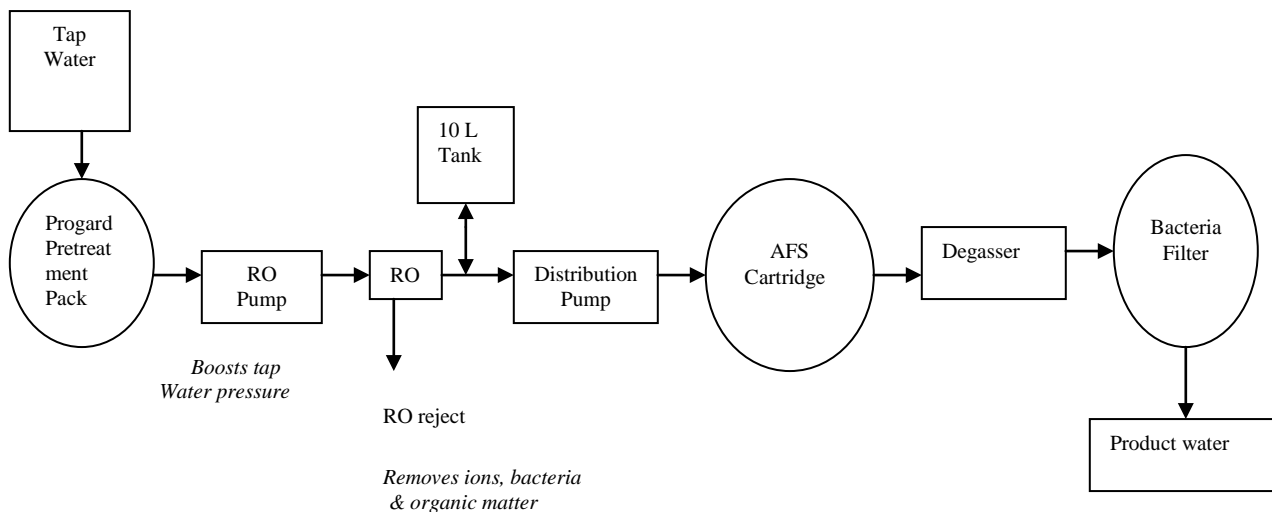 Tap
Water
10 L
Tank
Progard
Pretreat
ment
Pack
RO
Pump
RO
Distribution
Pump
AFS
Cartridge
Degasser
Bacteria
Filter
Boosts tap
Water pressure
RO reject
Removes ions, bacteria
& organic matter
Product water